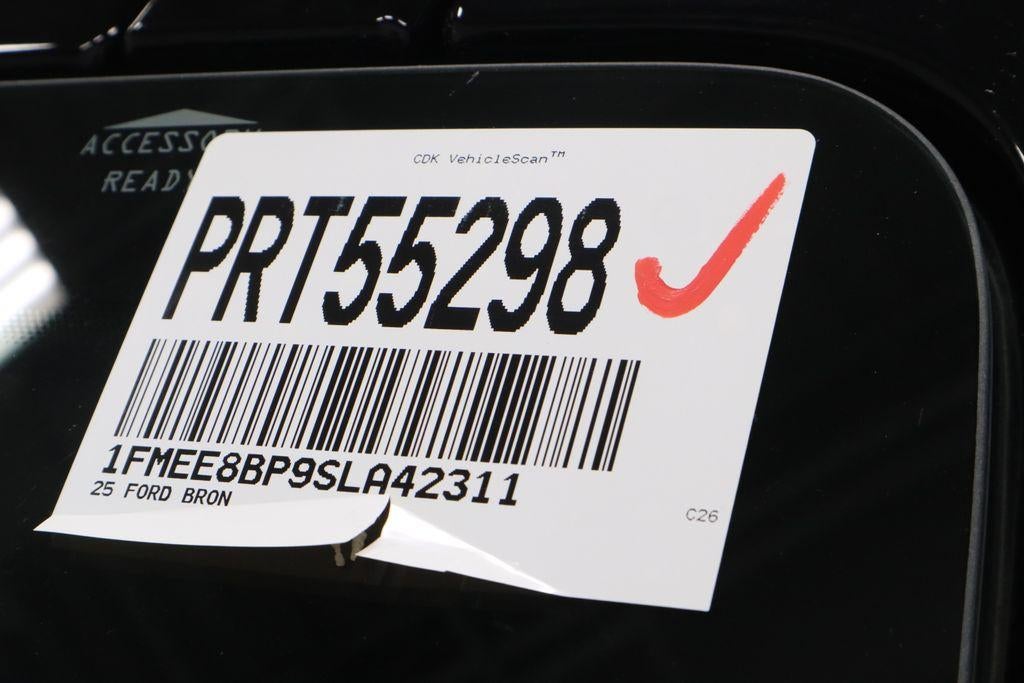 ACCESSO
READY
CDK VehicleScan™
PRT55298
1FMEE8BP9SLA42311
25 FORD BRON
C26